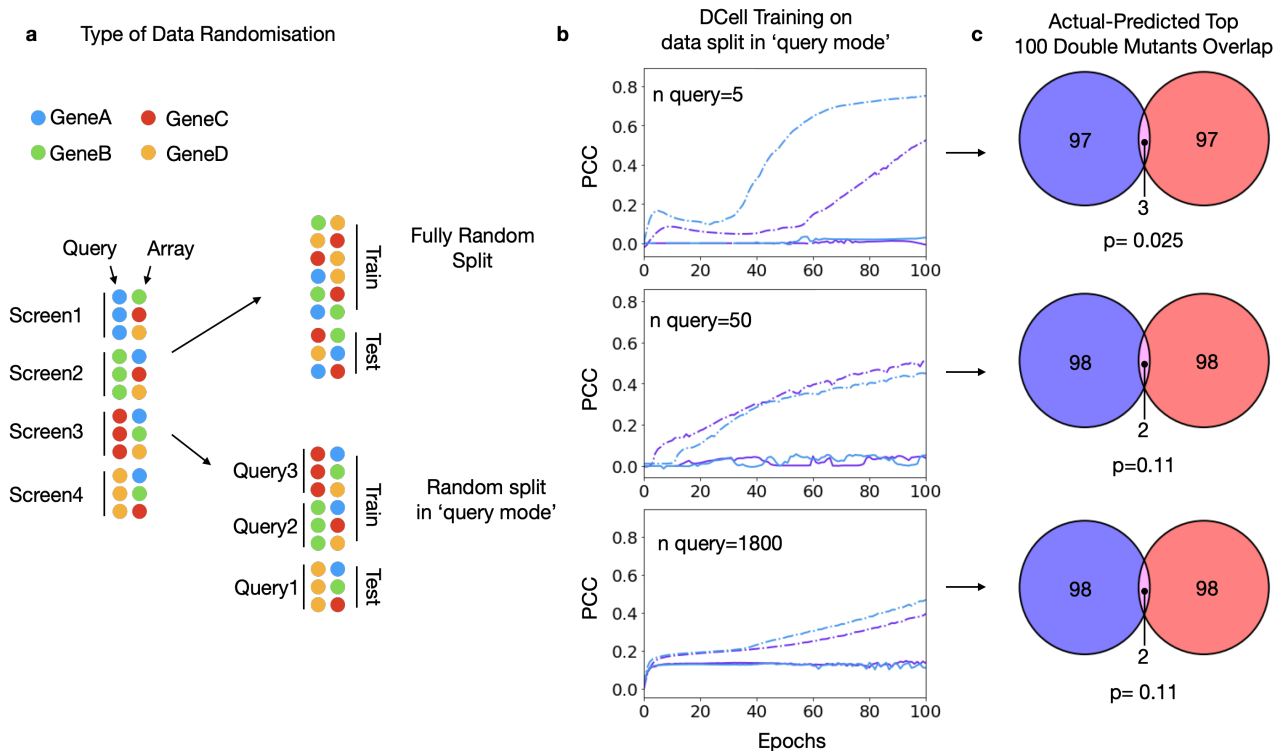 a Type of Data Randomisation
GeneA
GeneC
GeneB
GeneD
Query
Array
Screen1
Screen2
Screen3
Screen4
Train
Test
Fully Random
Split
Query3
Query2
Query1
Train
Test
Random split
in ‘query mode’
b DCell Training on
data split in ‘query mode’
PCC
0.8
0.6
0.4
0.2
0.0
n query=5
0 20 40 60 80 100
PCC
0.8
0.6
0.4
0.2
0.0
n query=50
0 20 40 60 80 100
PCC
0.8
0.6
0.4
0.2
0.0
n query=1800
0 20 40 60 80 100
Epochs
c Actual-Predicted Top
100 Double Mutants Overlap
97 97
3
p= 0.025
98 98
2
p=0.11
98 98
2
p= 0.11